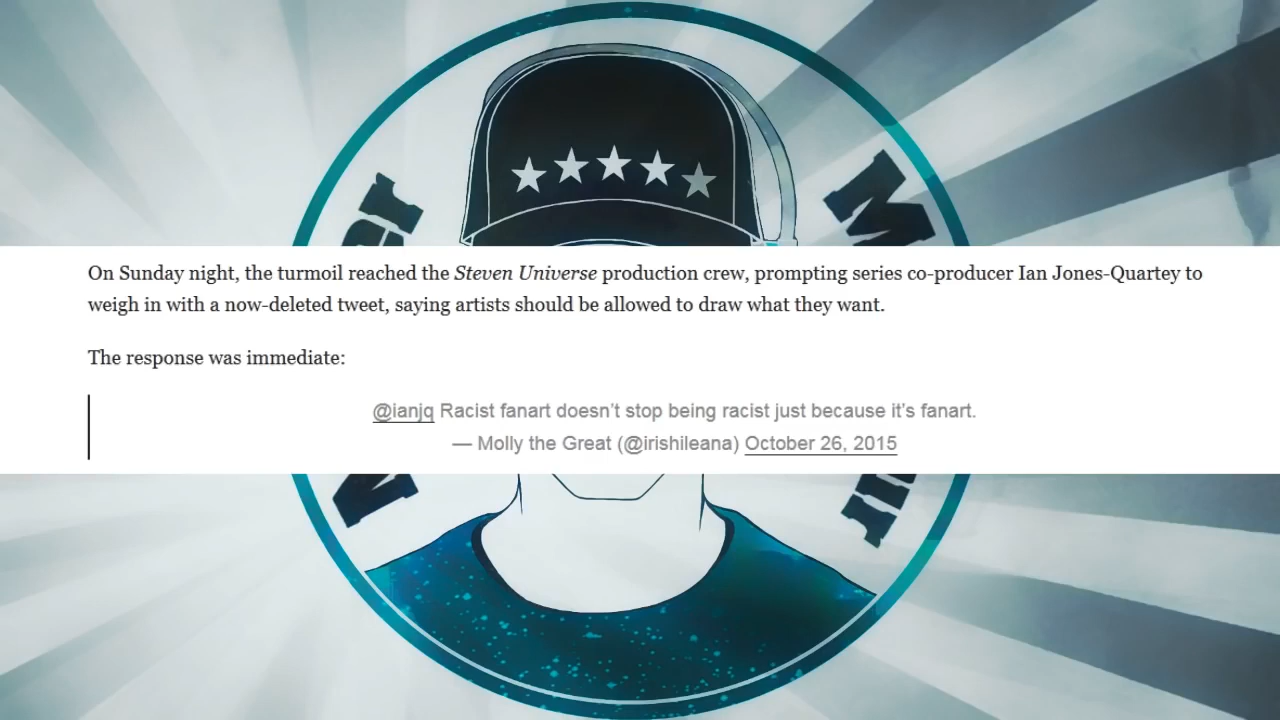 On Sunday night, the turmoil reached the Steven Universe production crew, prompting series co-producer Ian Jones-Quartey to
weigh in with a now-deleted tweet, saying artists should be allowed to draw what they want.
The response was immediate:
@ianjq Racist fanart doesn’t stop being racist just because it’s fanart.
— Molly the Great (@irishileana) October 26, 2015